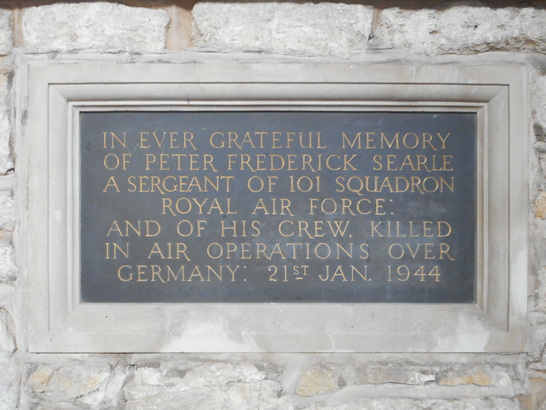 IN EVER GRATEFUL MEMORY
OF PETER FREDERICK SEARLE
A SERGEANT OF 101 SQUADRON
ROYAL AIR FORCE:
AND OF HIS CREW. KILLED
IN AIR OPERATIONS OVER
GERMANY: 21ST JAN. 1944